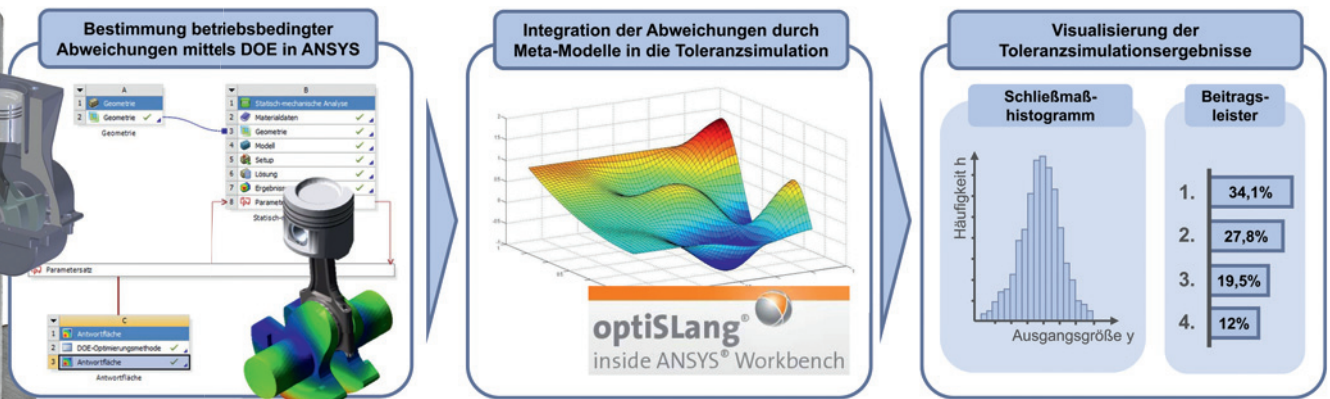 Bestimmung betriebsbedingter
Abweichungen mittels DOE in ANSYS
A
1 Geometrie
2 Geometrie
Geometrie
B
1 Statisch-mechanische Analyse
2 Materialdaten
3 Geometrie
4 Modell
5 Setup
6 Lösung
7
8
Parametersatz
C
1 Antwortfläche
2 DOE-Optimierungsmethode
3 Antwortfläche
Antwortfläche
Integration der Abweichungen durch
Meta-Modelle in die Toleranzsimulation
optiSLang®
inside ANSYS® Workbench
Visualisierung der
Toleranzsimulationsergebnisse
Schließmaß-
histogramm
Häufigkeit h
Ausgangsgröße y
Beitrags-
leister
1. 34,1%
2. 27,8%
3. 19,5%
4. 12%